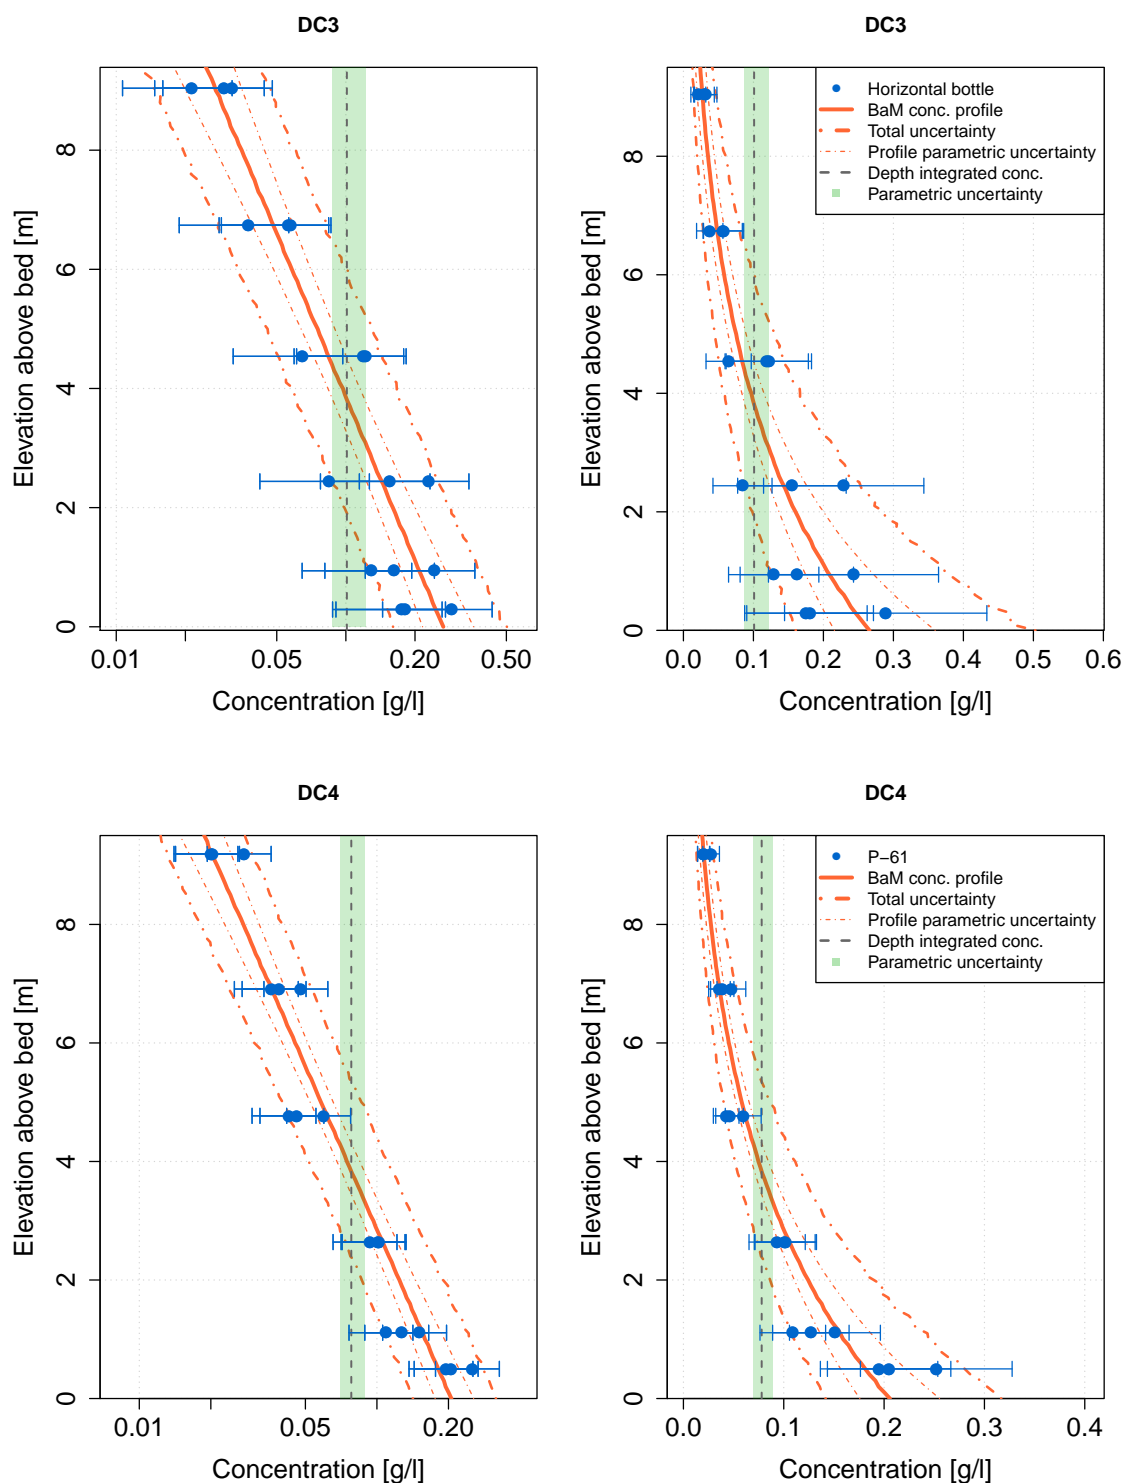 DC3
DC3
Horizontal bottle
BaM conc. profile
Total uncertainty
Profile parametric uncertainty
Depth integrated conc.
Parametric uncertainty
Elevation above bed [m]
0 2 4 6 8
0.01 0.05 0.20 0.50
Concentration [g/l]
Elevation above bed [m]
0 2 4 6 8
0.0 0.1 0.2 0.3 0.4 0.5 0.6
Concentration [g/l]
DC4
DC4
P−61
BaM conc. profile
Total uncertainty
Profile parametric uncertainty
Depth integrated conc.
Parametric uncertainty
Elevation above bed [m]
0 2 4 6 8
0.01 0.05 0.20
Concentration [g/l]
Elevation above bed [m]
0 2 4 6 8
0.0 0.1 0.2 0.3 0.4
Concentration [g/l]